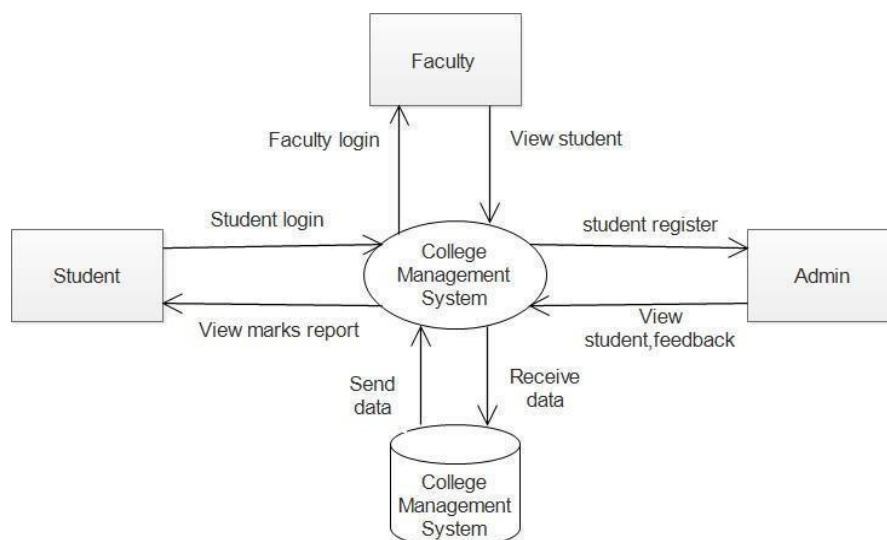 Faculty
Faculty login
View student
Student login
student register
Student
College
Management
System
Admin
View marks report
View
student,feedback
Send
data
Receive
data
College
Management
System